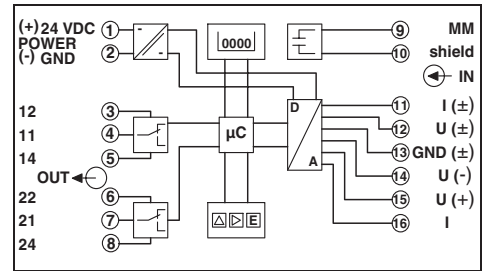 (+)24 VDC 1
POWER
(-) GND 2
12 3
11 4
14 5
OUT
22 6
21 7
24 8
0000
µC
E
D
A
9 MM
10 shield
IN
11 I (±)
12 U (±)
13 GND (±)
14 U (-)
15 U (+)
16 I